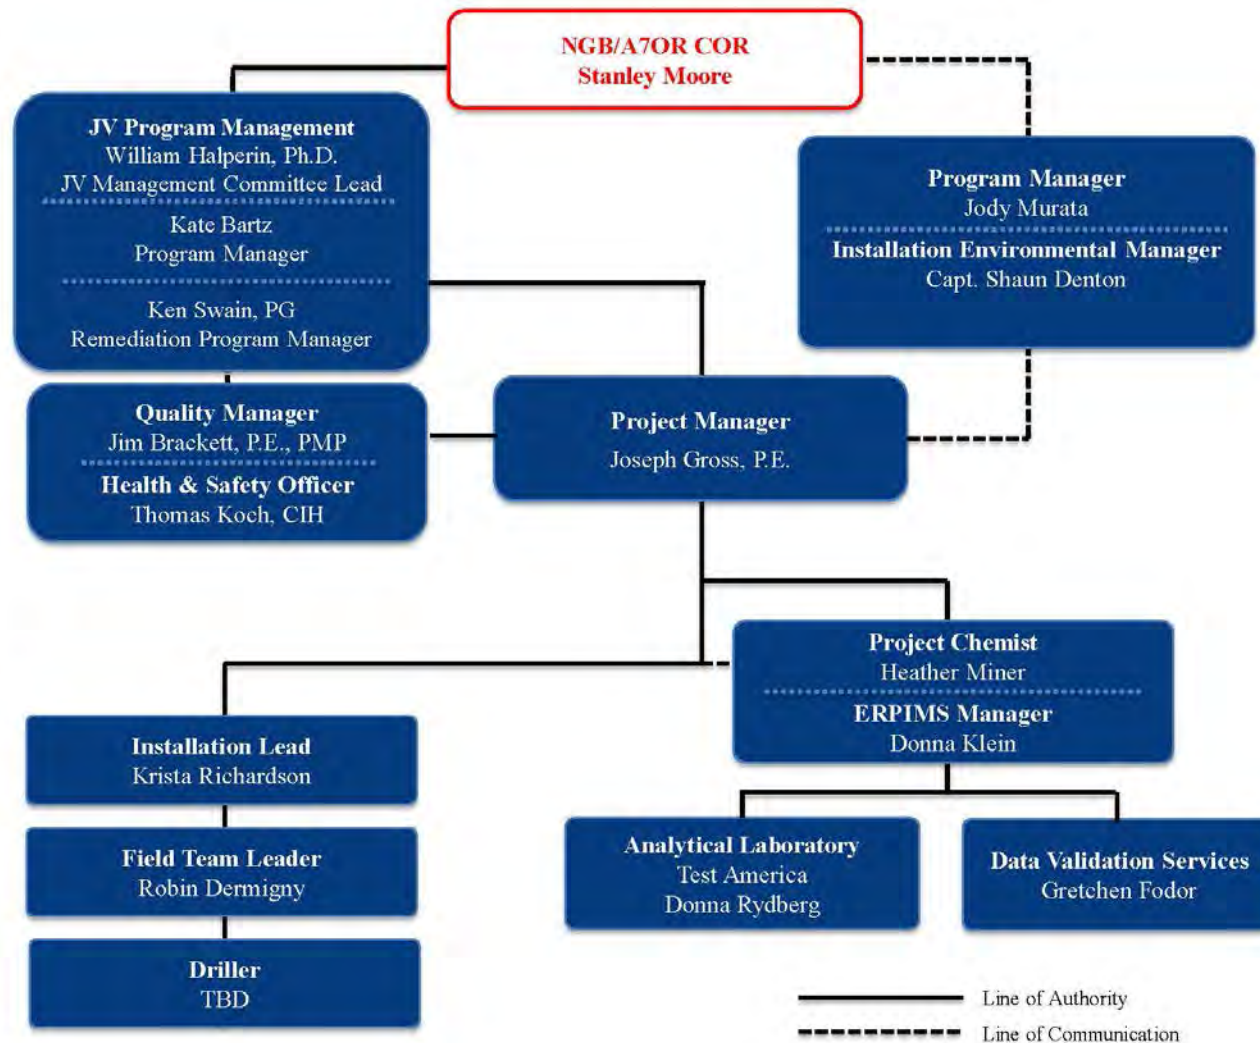 NGB/A7OR COR
Stanley Moore
JV Program Management
William Halperin, Ph.D.
JV Management Committee Lead
Kate Bartz
Program Manager
Ken Swain, PG
Remediation Program Manager
Program Manager
Jody Murata
Installation Environmental Manager
Capt. Shaun Denton
Quality Manager
Jim Brackett, P.E., PMP
Health & Safety Officer
Thomas Koch, CIH
Project Manager
Joseph Gross, P.E.
Project Chemist
Heather Miner
ERPIMS Manager
Donna Klein
Installation Lead
Krista Richardson
Field Team Leader
Robin Dermigny
Driller
TBD
Analytical Laboratory
Test America
Donna Rydberg
Data Validation Services
Gretchen Fodor
Line of Authority
Line of Communication